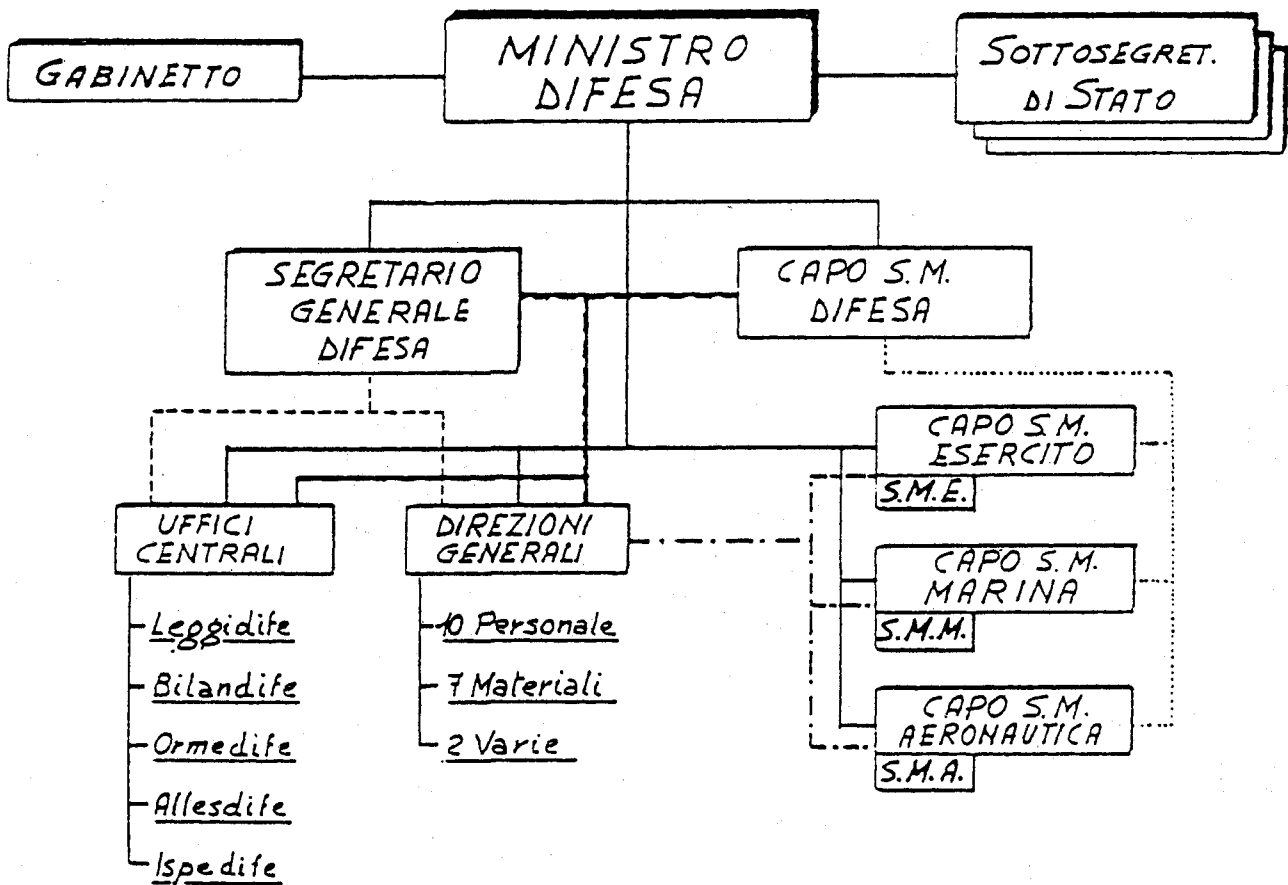 GABINETTO
MINISTRO
DIFESA
SOTTOSEGRET.
DI STATO
SEGRETARIO
GENERALE
DIFESA
CAPO S.M.
DIFESA
CAPO S.M.
ESERCITO
S.M.E.
UFFICI
CENTRALI
DIREZIONI
GENERALI
CAPO S.M.
MARINA
S.M.M.
CAPO S.M.
AERONAUTICA
S.M.A.
Leggidife
Bilandife
Ormedife
Allesdife
Ispedife
10 Personale
7 Materiali
2 Varie